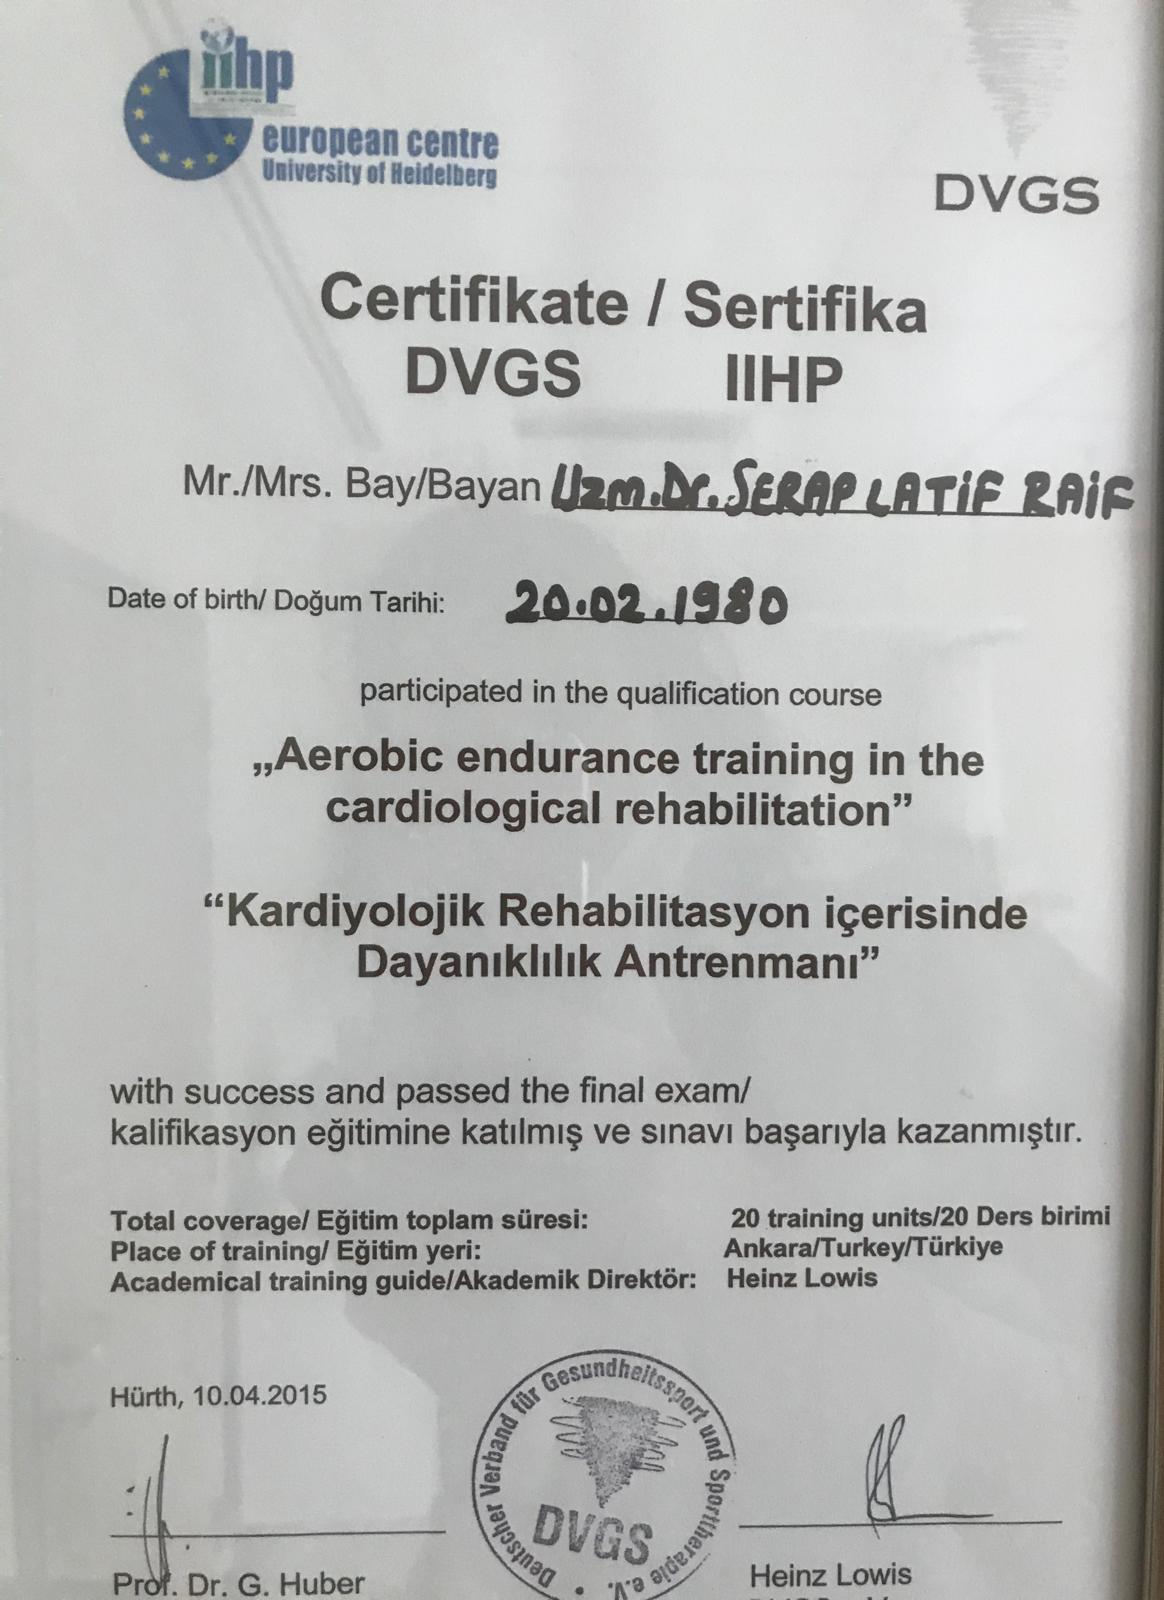 iihp
european centre
University of Heidelberg
DVGS
Certifikate / Sertifika
DVGS IIHP
Mr./Mrs. Bay/Bayan Uzm.Dr. SERAP LATİF RAİF
Date of birth/ Doğum Tarihi: 20.02.1980
participated in the qualification course
„Aerobic endurance training in the
cardiological rehabilitation”
“Kardiyolojik Rehabilitasyon içerisinde
Dayanıklılık Antrenmanı”
with success and passed the final exam/
kalifikasyon eğitimine katılmış ve sınavı başarıyla kazanmıştır.
Total coverage/ Eğitim toplam süresi: 20 training units/20 Ders birimi
Place of training/ Eğitim yeri: Ankara/Turkey/Türkiye
Academical training guide/Akademik Direktör: Heinz Lowis
Hürth, 10.04.2015
Deutscher Verband für Gesundheitssport und Sporttherapie e.V.
DVGS
Prof. Dr. G. Huber
Heinz Lowis